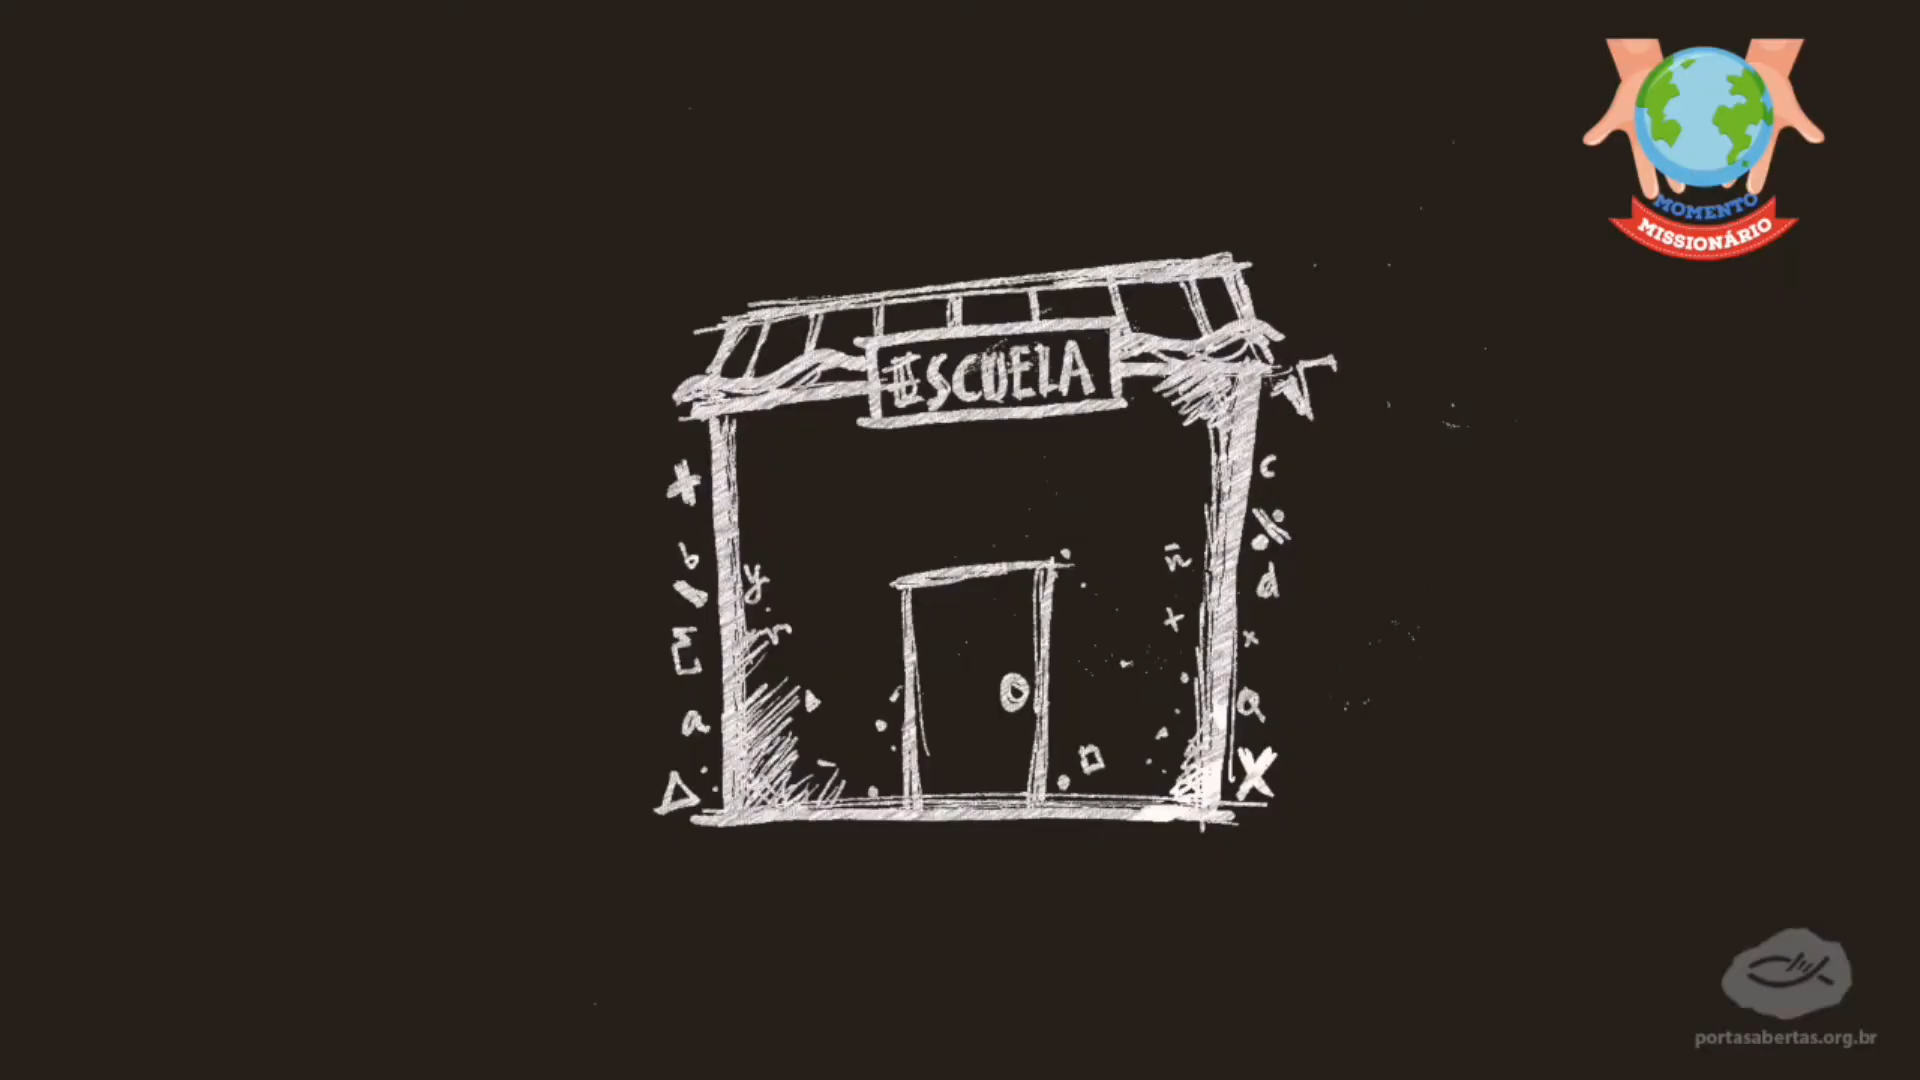 MOMENTO
MISSIONÁRIO
ESCUELA
c
b
y
n
d
x
a
a
X
portasabertas.org.br